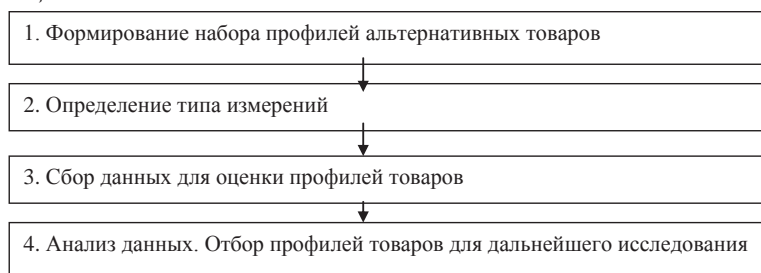 1. Формирование набора профилей альтернативных товаров
2. Определение типа измерений
3. Сбор данных для оценки профилей товаров
4. Анализ данных. Отбор профилей товаров для дальнейшего исследования